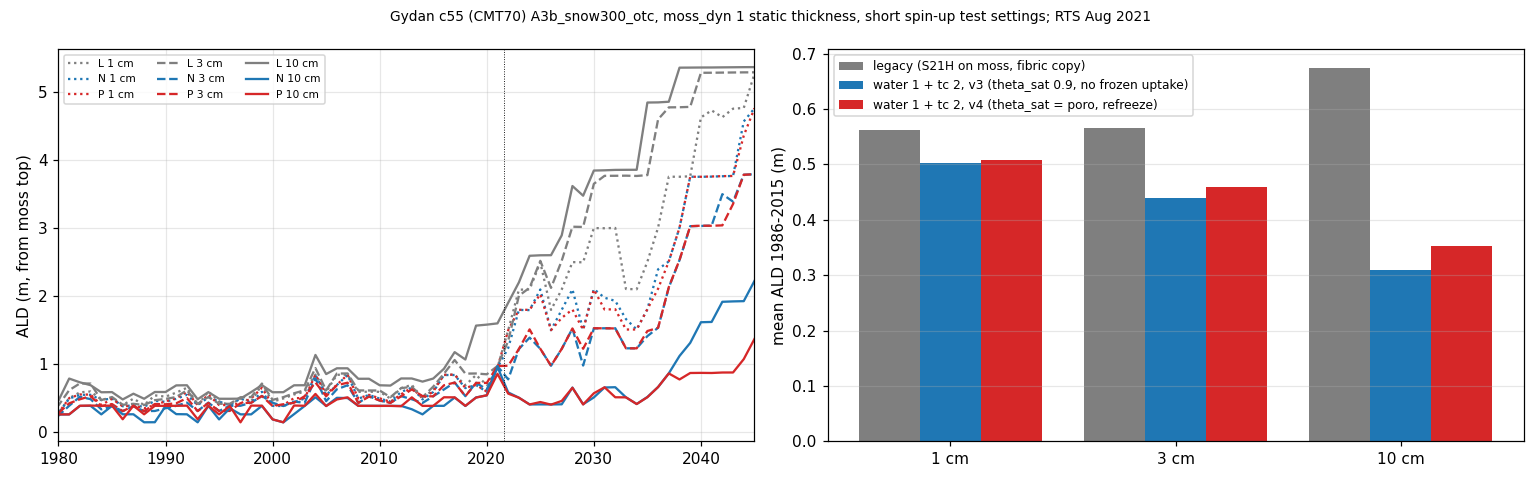 Gydan c55 (CMT70) A3b_snow300_otc, moss_dyn 1 static thickness, short spin-up test settings; RTS Aug 2021
ALD (m, from moss top)
5
4
3
2
1
0
L 1 cm
N 1 cm
P 1 cm
L 3 cm
N 3 cm
P 3 cm
L 10 cm
N 10 cm
P 10 cm
1980
1990
2000
2010
2020
2030
2040
mean ALD 1986-2015 (m)
0.7
0.6
0.5
0.4
0.3
0.2
0.1
0.0
legacy (S21H on moss, fibric copy)
water 1 + tc 2, v3 (theta_sat 0.9, no frozen uptake)
water 1 + tc 2, v4 (theta_sat = poro, refreeze)
1 cm
3 cm
10 cm